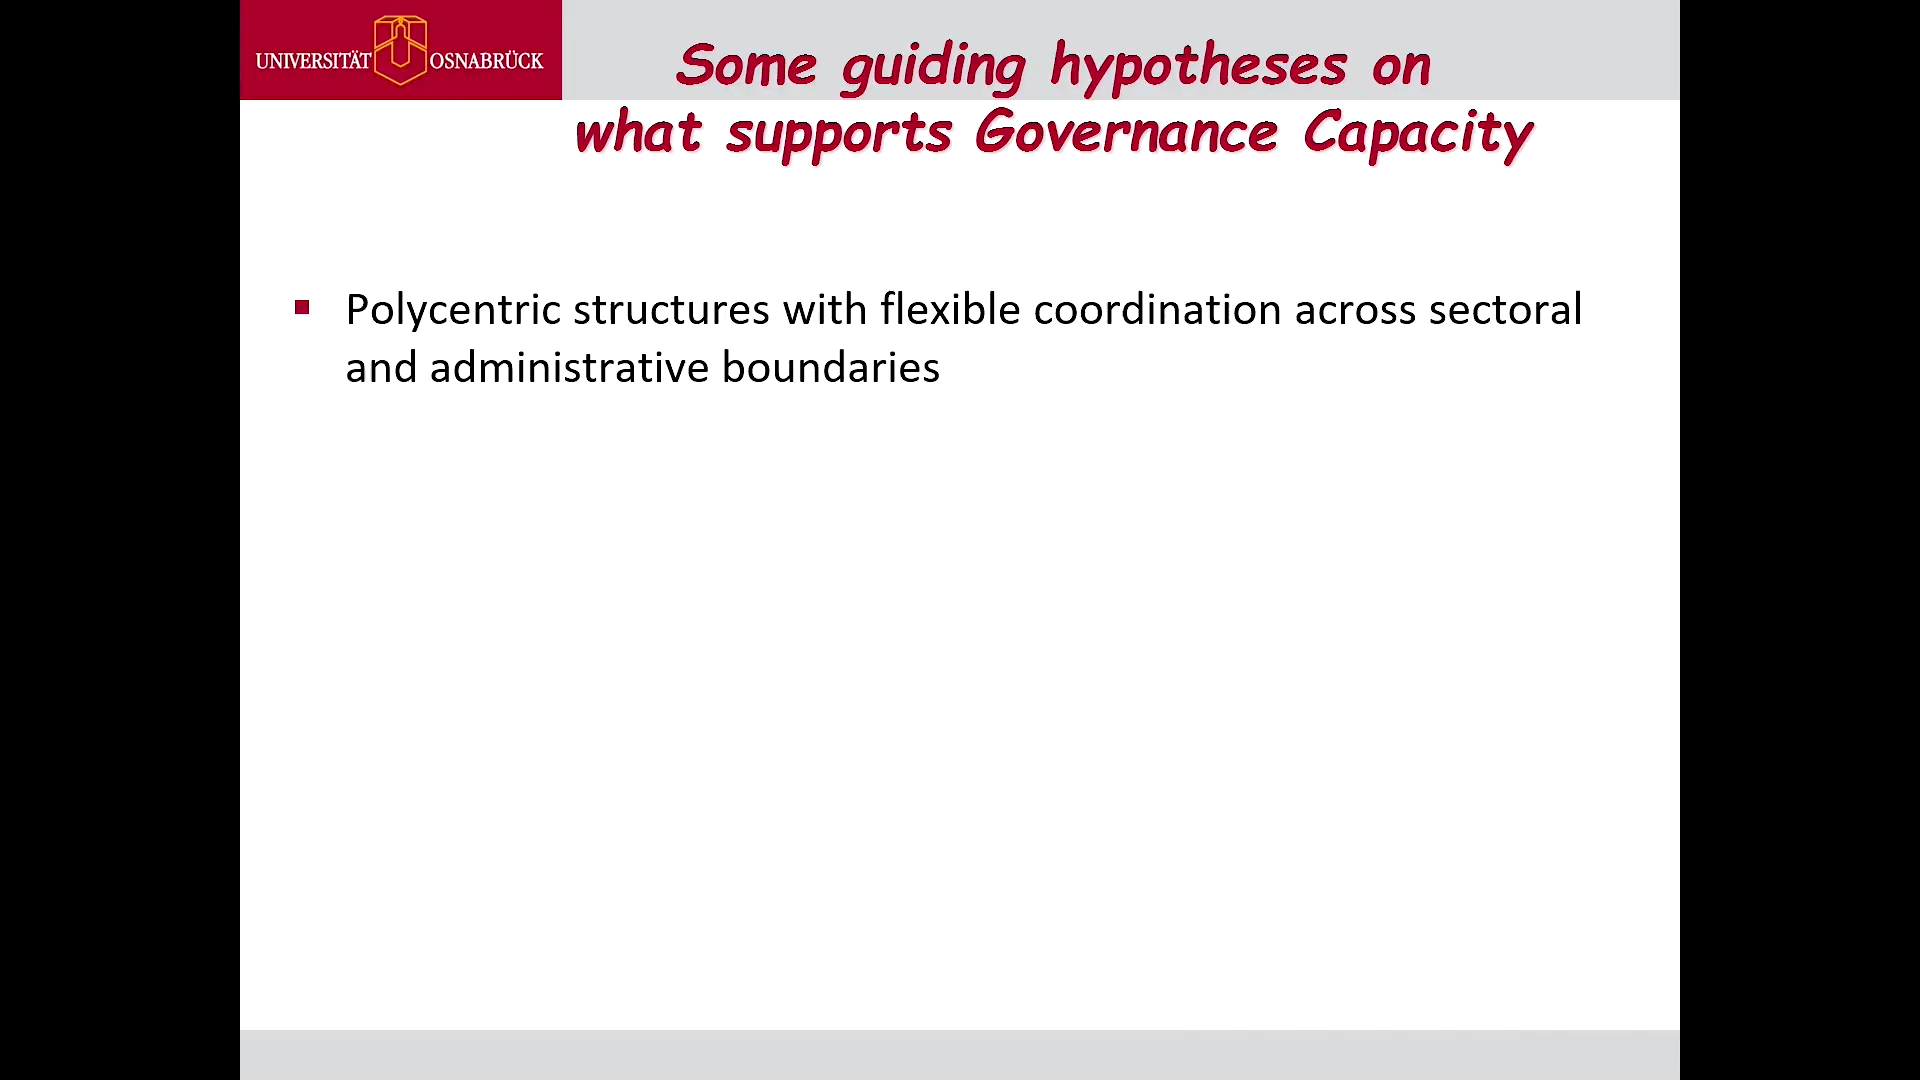 UNIVERSITÄT OSNABRÜCK
Some guiding hypotheses on
what supports Governance Capacity
Polycentric structures with flexible coordination across sectoral
and administrative boundaries